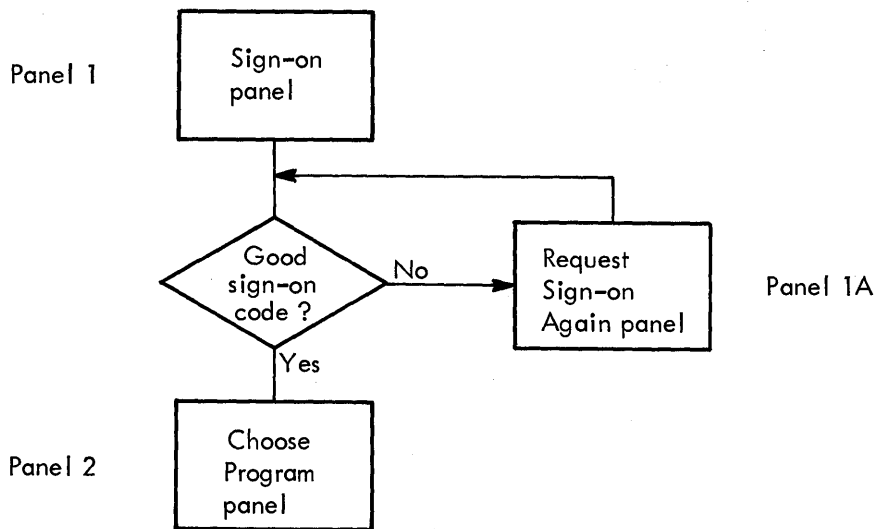 Panel 1
Sign-on
panel
Good
sign-on
code ?
No
Request
Sign-on
Again panel
Panel 1A
Yes
Panel 2
Choose
Program
panel